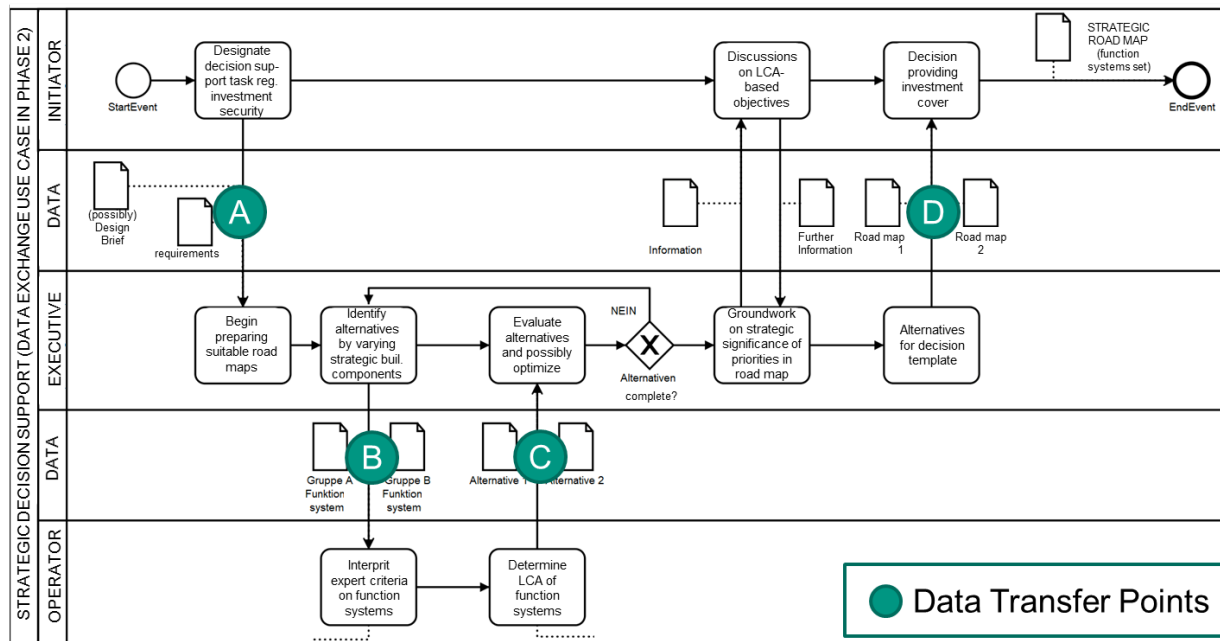 STRATEGIC DECISION SUPPORT (DATA EXCHANGE USE CASE IN PHASE 2)
INITIATOR
StartEvent
Designate
decision sup-
port task reg.
investment
security
Discussions
on LCA-
based
objectives
Decision
providing
investment
cover
STRATEGIC
ROAD MAP
(function
systems set)
EndEvent
DATA
(possibly)
Design
Brief
requirements
A
Information
Further
Information
Road map
1
D
Road map
2
EXECUTIVE
Begin
preparing
suitable road
maps
Identify
alternatives
by varying
strategic buil.
components
Evaluate
alternatives
and possibly
optimize
NEIN
X
Alternativen
complete?
Groundwork
on strategic
significance of
priorities in
road map
Alternatives
for decision
template
DATA
Gruppe A
Funktion
system
B
Gruppe B
Funktion
system
Alternative 1
C
Alternative 2
OPERATOR
Interprit
expert criteria
on function
systems
Determine
LCA of
function
systems
Data Transfer Points